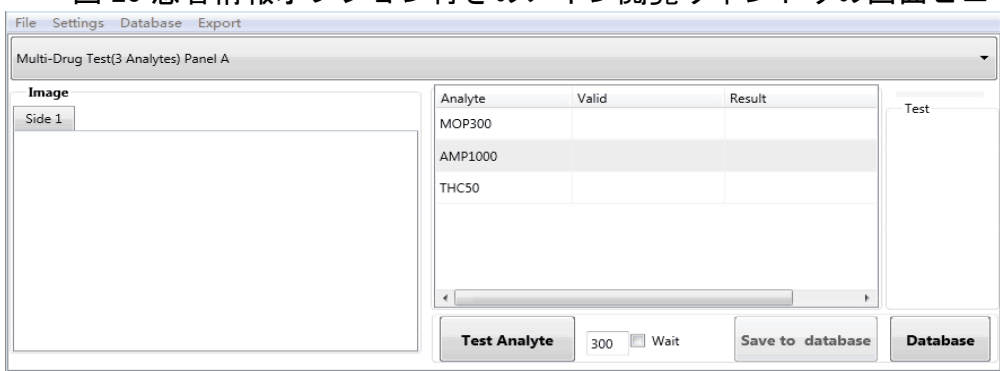 File Settings Database Export
Multi-Drug Test(3 Analytes) Panel A
Image
Side 1
Analyte Valid Result
MOP300
AMP1000
THC50
Test
Test Analyte 300 Wait Save to database Database